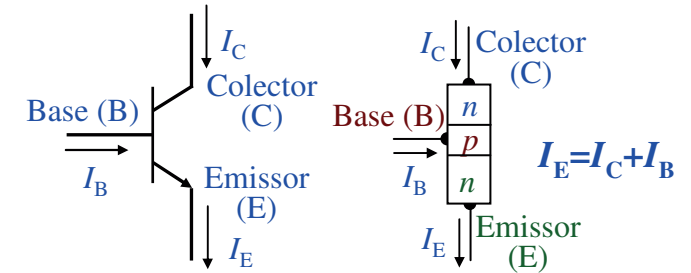 I_C
Colector
(C)
Base (B)
I_B
Emissor
(E)
I_E
I_C
Colector
(C)
n
Base (B)
p
I_B
n
I_E=I_C+I_B
Emissor
(E)
I_E